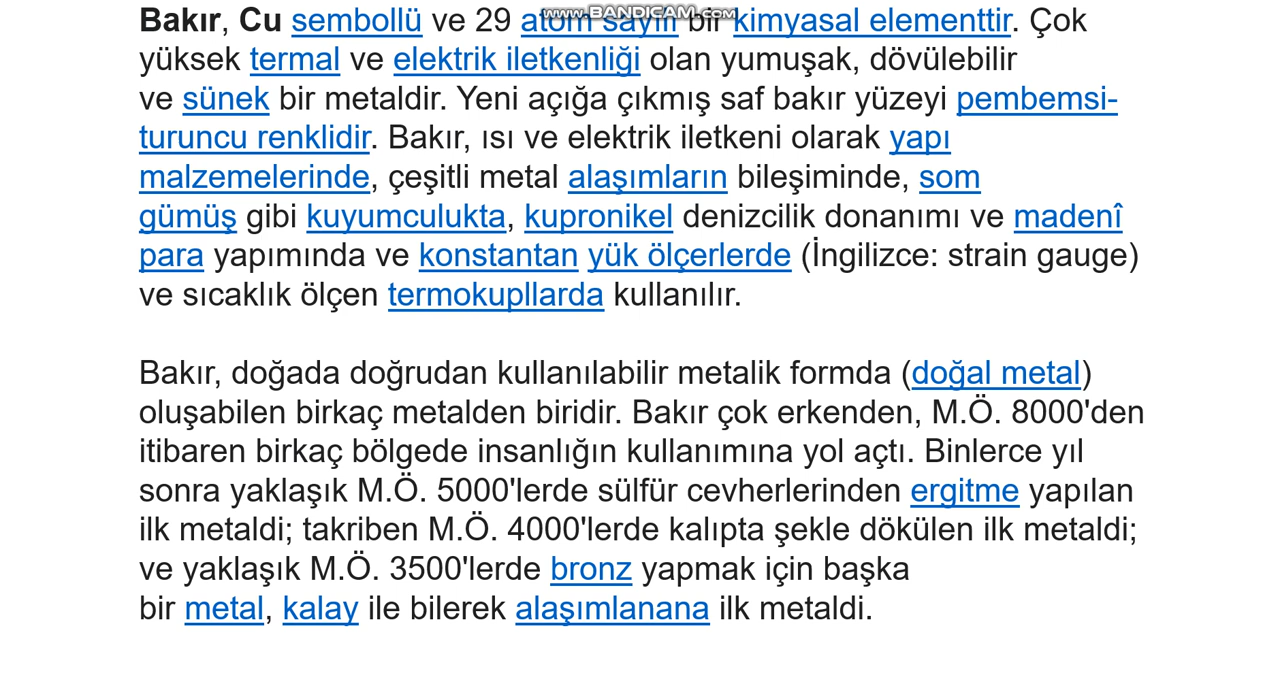 www.BANDICAM.com
Bakır, Cu sembollü ve 29 atom sayılı bir kimyasal elementtir. Çok
yüksek termal ve elektrik iletkenliği olan yumuşak, dövülebilir
ve sünek bir metaldir. Yeni açığa çıkmış saf bakır yüzeyi pembemsi-
turuncu renklidir. Bakır, ısı ve elektrik iletkeni olarak yapı
malzemelerinde, çeşitli metal alaşımların bileşiminde, som
gümüş gibi kuyumculukta, kupronikel denizcilik donanımı ve madenî
para yapımında ve konstantan yük ölçerlerde (İngilizce: strain gauge)
ve sıcaklık ölçen termokupllarda kullanılır.
Bakır, doğada doğrudan kullanılabilir metalik formda (doğal metal)
oluşabilen birkaç metalden biridir. Bakır çok erkenden, M.Ö. 8000'den
itibaren birkaç bölgede insanlığın kullanımına yol açtı. Binlerce yıl
sonra yaklaşık M.Ö. 5000'lerde sülfür cevherlerinden ergitme yapılan
ilk metaldi; takriben M.Ö. 4000'lerde kalıpta şekle dökülen ilk metaldi;
ve yaklaşık M.Ö. 3500'lerde bronz yapmak için başka
bir metal, kalay ile bilerek alaşımlanana ilk metaldi.